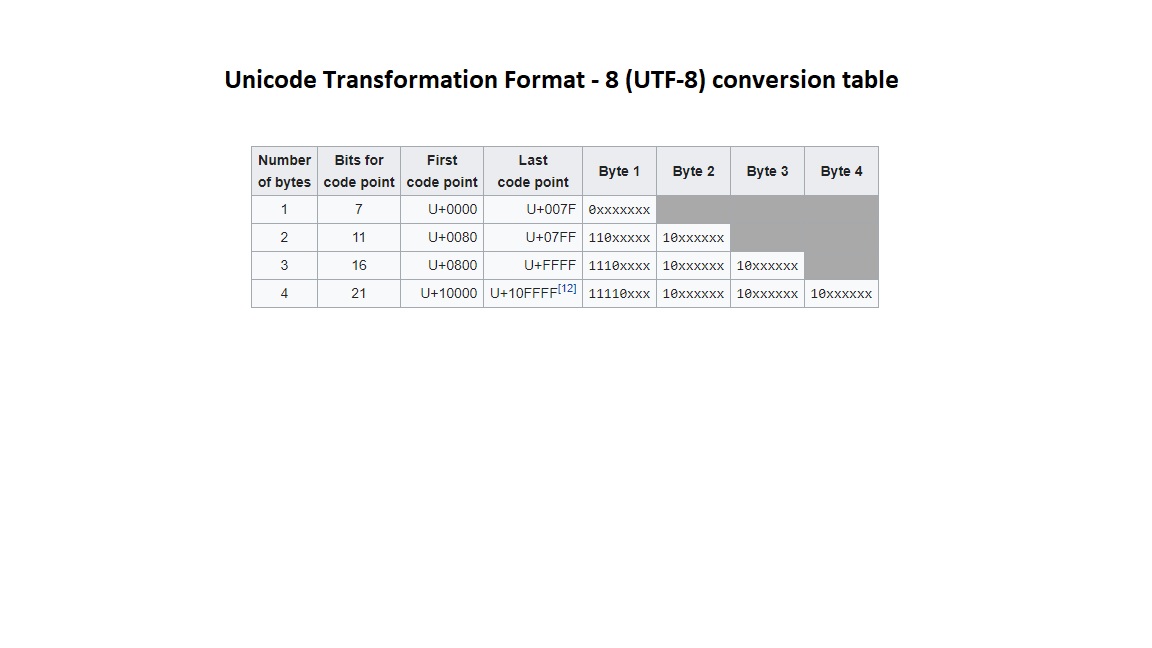 Unicode Transformation Format - 8 (UTF-8) conversion table
Number of bytes Bits for code point First code point Last code point Byte 1 Byte 2 Byte 3 Byte 4
1 7 U+0000 U+007F 0xxxxxxx
2 11 U+0080 U+07FF 110xxxxx 10xxxxxx
3 16 U+0800 U+FFFF 1110xxxx 10xxxxxx 10xxxxxx
4 21 U+10000 U+10FFFF[12] 11110xxx 10xxxxxx 10xxxxxx 10xxxxxx